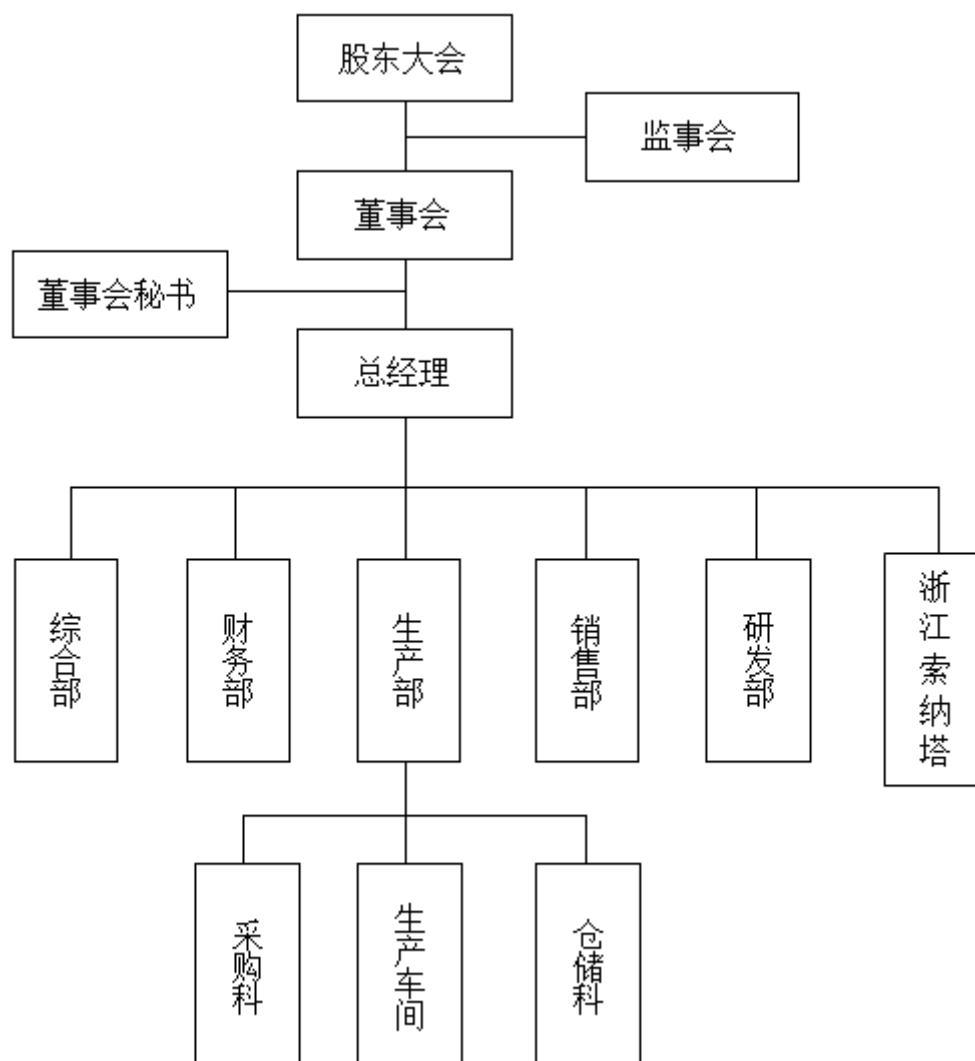 股东大会
监事会
董事会
董事会秘书
总经理
综合部
财务部
生产部
销售部
研发部
浙江索纳塔
采购科
生产车间
仓储科